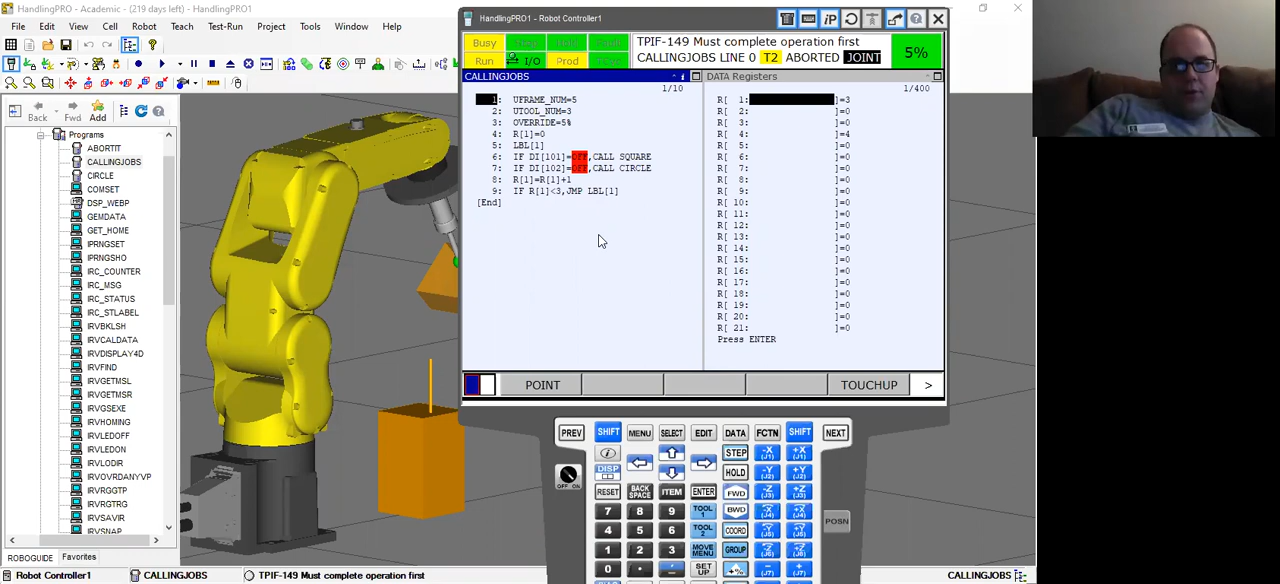 HandlingPRO - Academic - (219 days left) - HandlingPRO1
File Edit View Cell Robot Teach Test-Run Project Tools Window Help
Back Fwd Add
Programs
ABORTIT
CALLINGJOBS
CIRCLE
COMSET
DSP_WEBP
GEMDATA
GET_HOME
IPRNGSET
IPRNGSHO
IRC_COUNTER
IRC_MSG
IRC_STATUS
IRC_STLABEL
IRVBKLSH
IRVCALDATA
IRVDISPLAY4D
IRVFIND
IRVGETMSL
IRVGETMSR
IRVGSEXE
IRVHOMING
IRVLEDOFF
IRVLEDON
IRVLODIR
IRVOVRDANYVP
IRVRGGTP
IRVRGTRG
IRVSAVIR
IRVSNAP
ROBOGUIDE Favorites
HandlingPRO1 - Robot Controller1
iP
Busy
Run I/O Prod
TPIF-149 Must complete operation first
CALLINGJOBS LINE 0 T2 ABORTED JOINT
5%
CALLINGJOBS
1/10
1: UFRAME_NUM=5
2: UTOOL_NUM=3
3: OVERRIDE=5%
4: R[1]=0
5: LBL[1]
6: IF DI[101]=OFF,CALL SQUARE
7: IF DI[102]=OFF,CALL CIRCLE
8: R[1]=R[1]+1
9: IF R[1]<3,JMP LBL[1]
[End]
DATA Registers
1/400
R[ 1: ]=3
R[ 2: ]=0
R[ 3: ]=0
R[ 4: ]=4
R[ 5: ]=0
R[ 6: ]=0
R[ 7: ]=0
R[ 8: ]=0
R[ 9: ]=0
R[ 10: ]=0
R[ 11: ]=0
R[ 12: ]=0
R[ 13: ]=0
R[ 14: ]=0
R[ 15: ]=0
R[ 16: ]=0
R[ 17: ]=0
R[ 18: ]=0
R[ 19: ]=0
R[ 20: ]=0
R[ 21: ]=0
Press ENTER
POINT TOUCHUP >
PREV SHIFT MENU SELECT EDIT DATA FCTN SHIFT NEXT
i STEP -X (J1) +X (J1)
DISP HOLD -Y (J2) +Y (J2)
OFF ON
RESET BACK SPACE ITEM ENTER FWD -Z (J3) +Z (J3)
7 8 9 TOOL 1 BWD
4 5 6 TOOL 2 COORD
1 2 3 MOVE MENU GROUP
0 . SET UP +%
POSN
Robot Controller1 CALLINGJOBS TPIF-149 Must complete operation first CALLINGJOBS